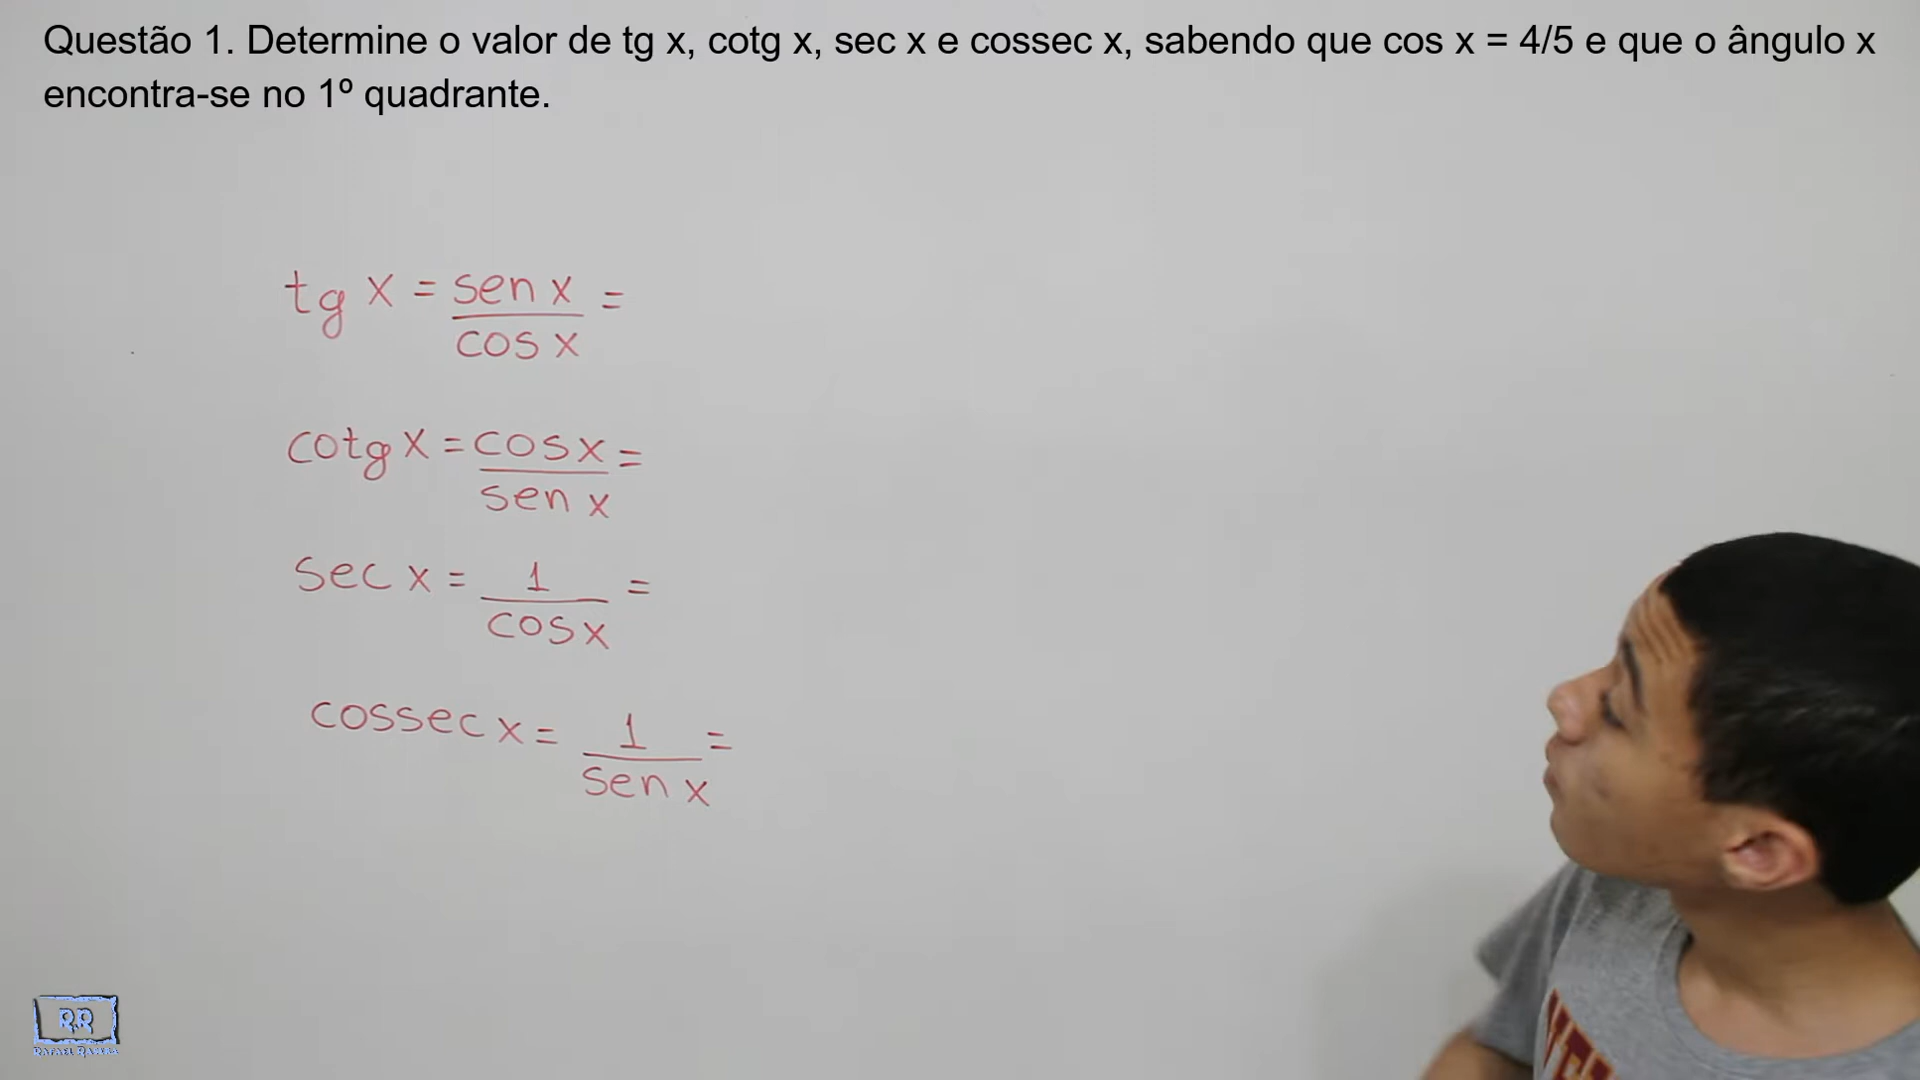 Questão 1. Determine o valor de tg x, cotg x, sec x e cossec x, sabendo que cos x = 4/5 e que o ângulo x
encontra-se no 1º quadrante.
tg x = sen x =
cos x
cotg x = cos x =
sen x
sec x = 1 =
cos x
cossec x = 1 =
sen x
RR